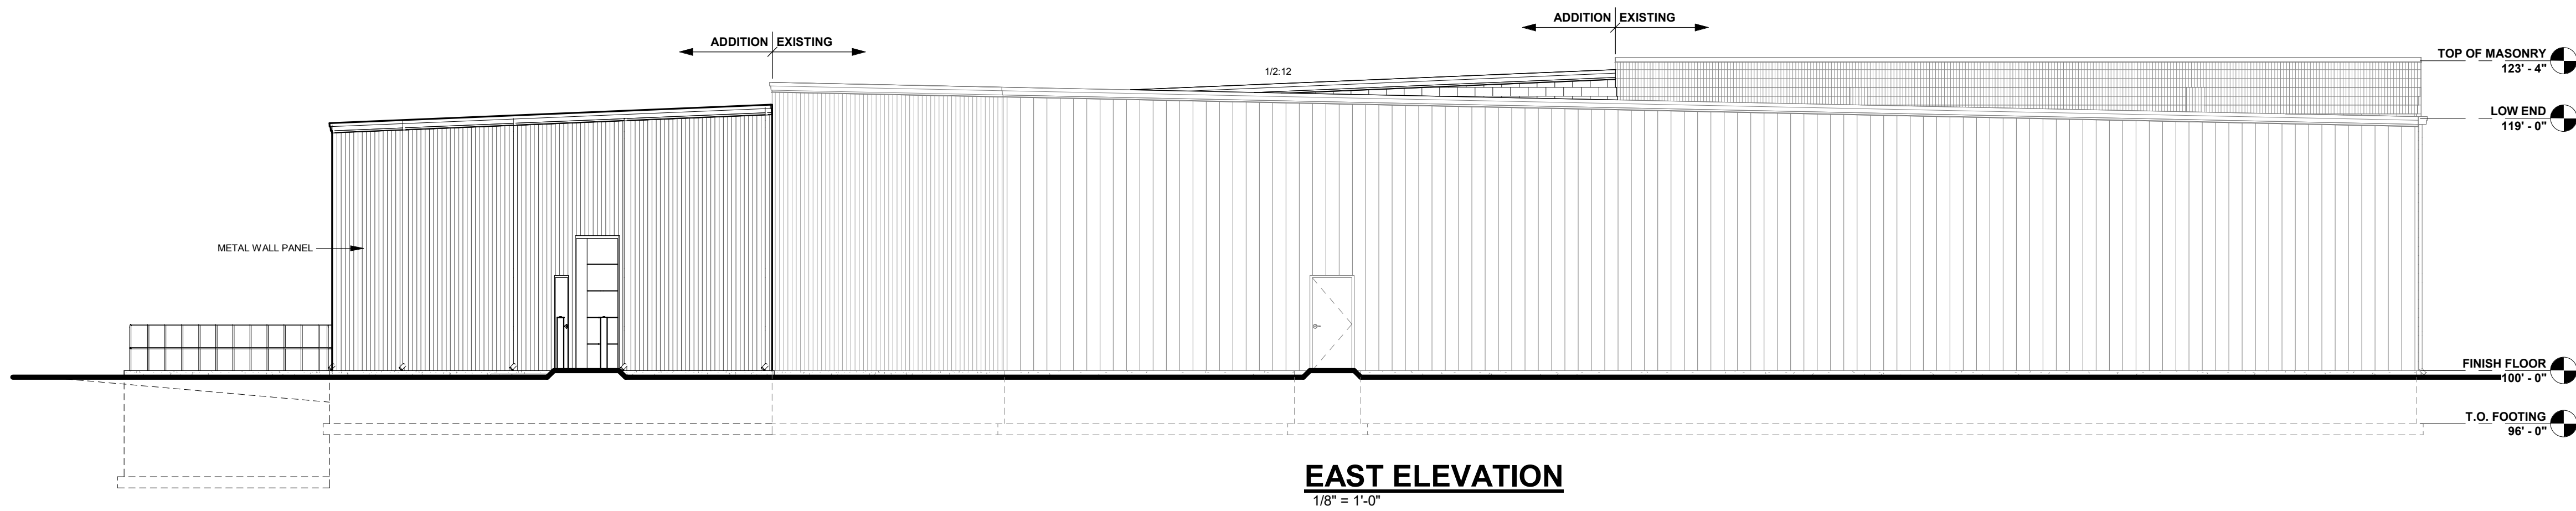 ADDITION EXISTING
ADDITION EXISTING
1/2:12
TOP OF MASONRY
123' - 4"
LOW END
119' - 0"
METAL WALL PANEL
FINISH FLOOR
100' - 0"
T.O. FOOTING
96' - 0"
EAST ELEVATION
1/8" = 1'-0"